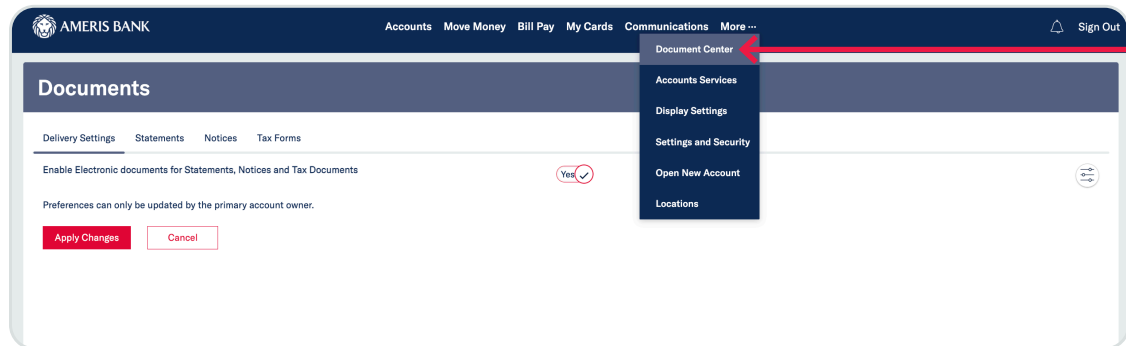 AMERIS BANK
Accounts Move Money Bill Pay My Cards Communications More ...
Sign Out
Document Center
Accounts Services
Display Settings
Settings and Security
Open New Account
Locations
Documents
Delivery Settings Statements Notices Tax Forms
Enable Electronic documents for Statements, Notices and Tax Documents
Yes
Preferences can only be updated by the primary account owner.
Apply Changes Cancel